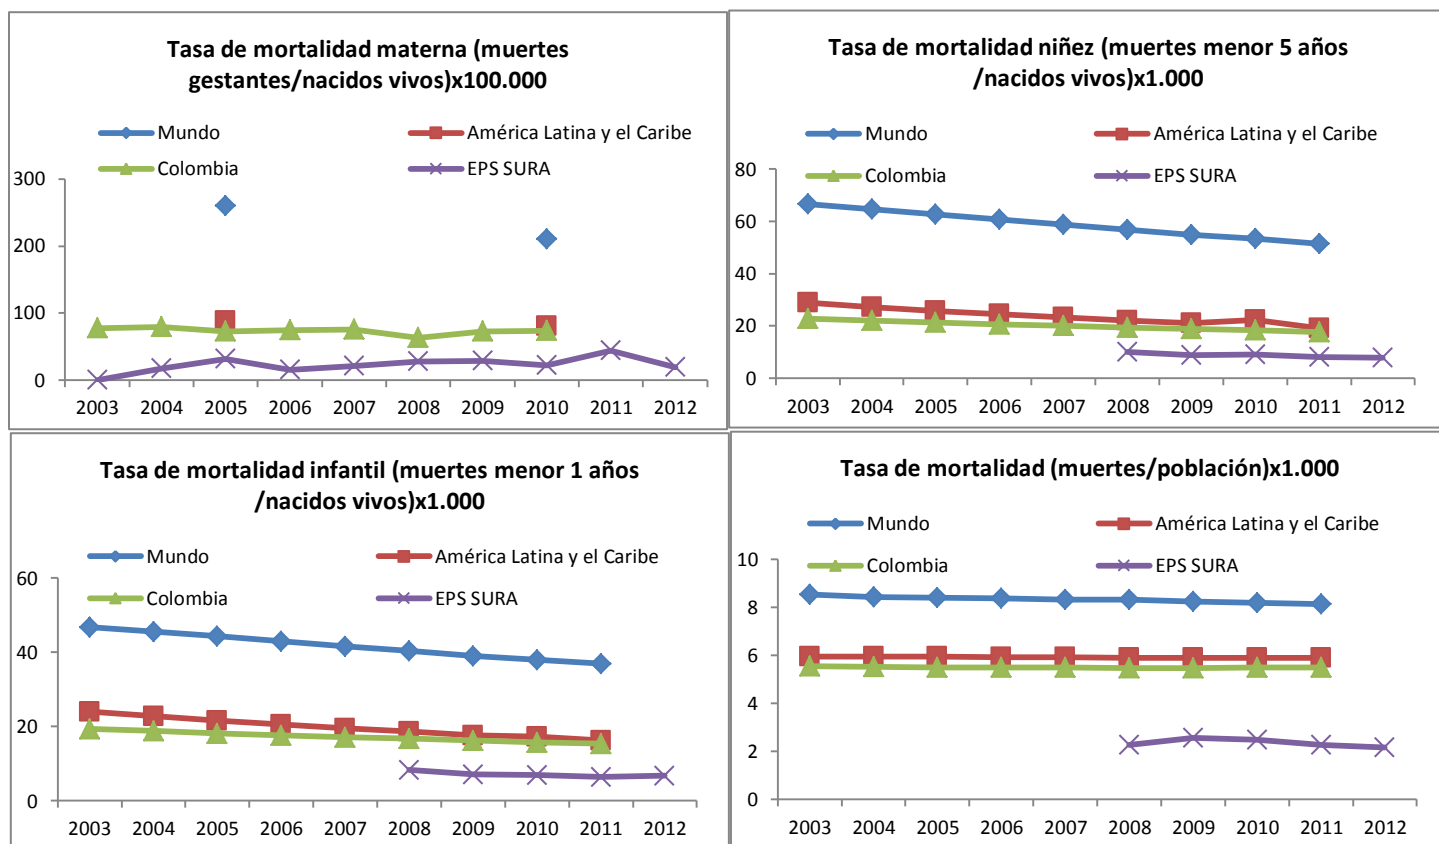 Tasa de mortalidad materna (muertes
gestantes/nacidos vivos)x100.000
Mundo
América Latina y el Caribe
Colombia
EPS SURA
300
200
100
0
2003 2004 2005 2006 2007 2008 2009 2010 2011 2012
Tasa de mortalidad niñez (muertes menor 5 años
/nacidos vivos)x1.000
Mundo
América Latina y el Caribe
Colombia
EPS SURA
80
60
40
20
0
2003 2004 2005 2006 2007 2008 2009 2010 2011 2012
Tasa de mortalidad infantil (muertes menor 1 años
/nacidos vivos)x1.000
Mundo
América Latina y el Caribe
Colombia
EPS SURA
60
40
20
0
2003 2004 2005 2006 2007 2008 2009 2010 2011 2012
Tasa de mortalidad (muertes/población)x1.000
Mundo
América Latina y el Caribe
Colombia
EPS SURA
10
8
6
4
2
0
2003 2004 2005 2006 2007 2008 2009 2010 2011 2012